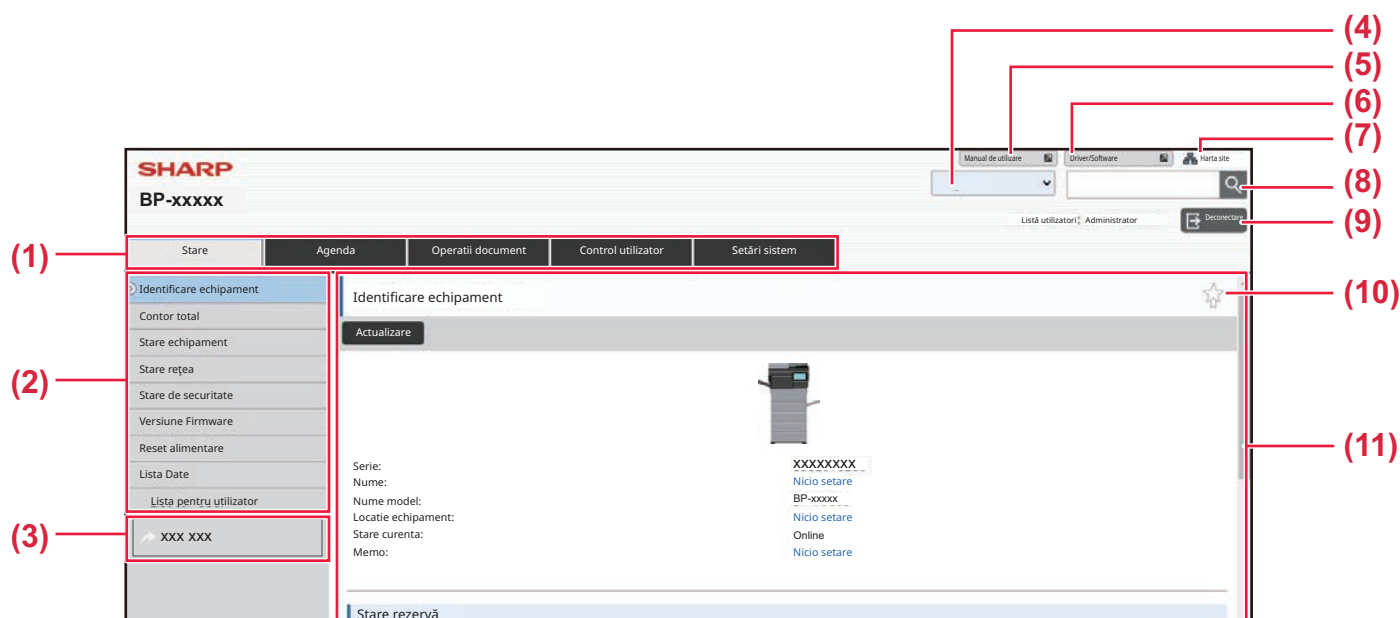 (4)
(5)
(6)
(7)
(8)
(9)
SHARP
BP-xxxxx
Manual de utilizare
Driver/Software
Harta site
Listă utilizatori: Administrator
Deconectare
(1)
Stare
Agenda
Operatii document
Control utilizator
Setări sistem
(2)
Identificare echipament
Contor total
Stare echipament
Stare rețea
Stare de securitate
Versiune Firmware
Reset alimentare
Lista Date
Lista pentru utilizator
(3)
XXX XXX
Identificare echipament
(10)
Actualizare
(11)
Serie: XXXXXXXX
Nume: Nicio setare
Nume model: BP-xxxxx
Locatie echipament: Nicio setare
Stare curenta: Online
Memo: Nicio setare
Stare rezervă